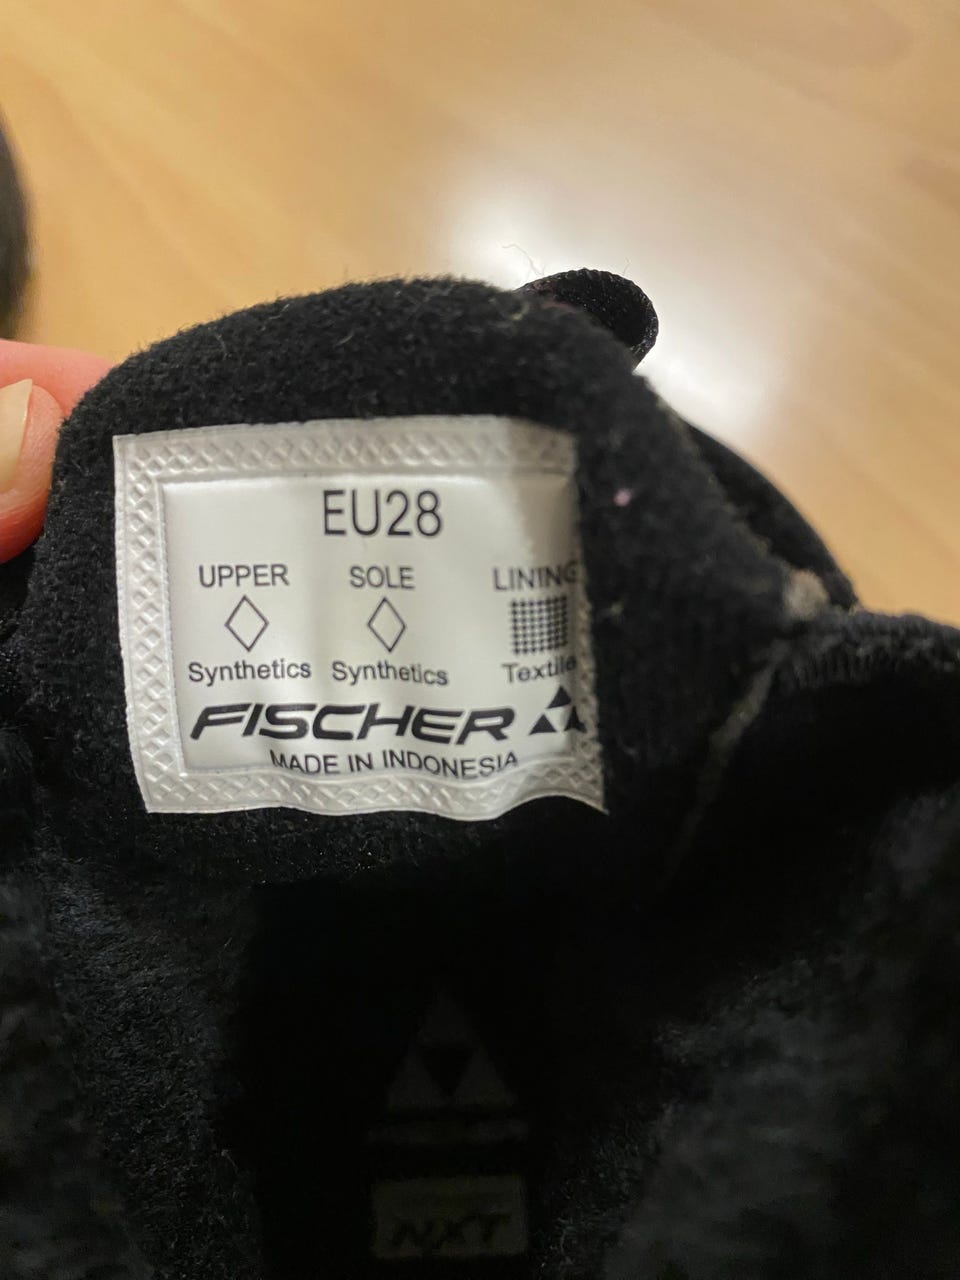 EU28
UPPER SOLE LINING
Synthetics Synthetics Textile
FISCHER
MADE IN INDONESIA
NXT